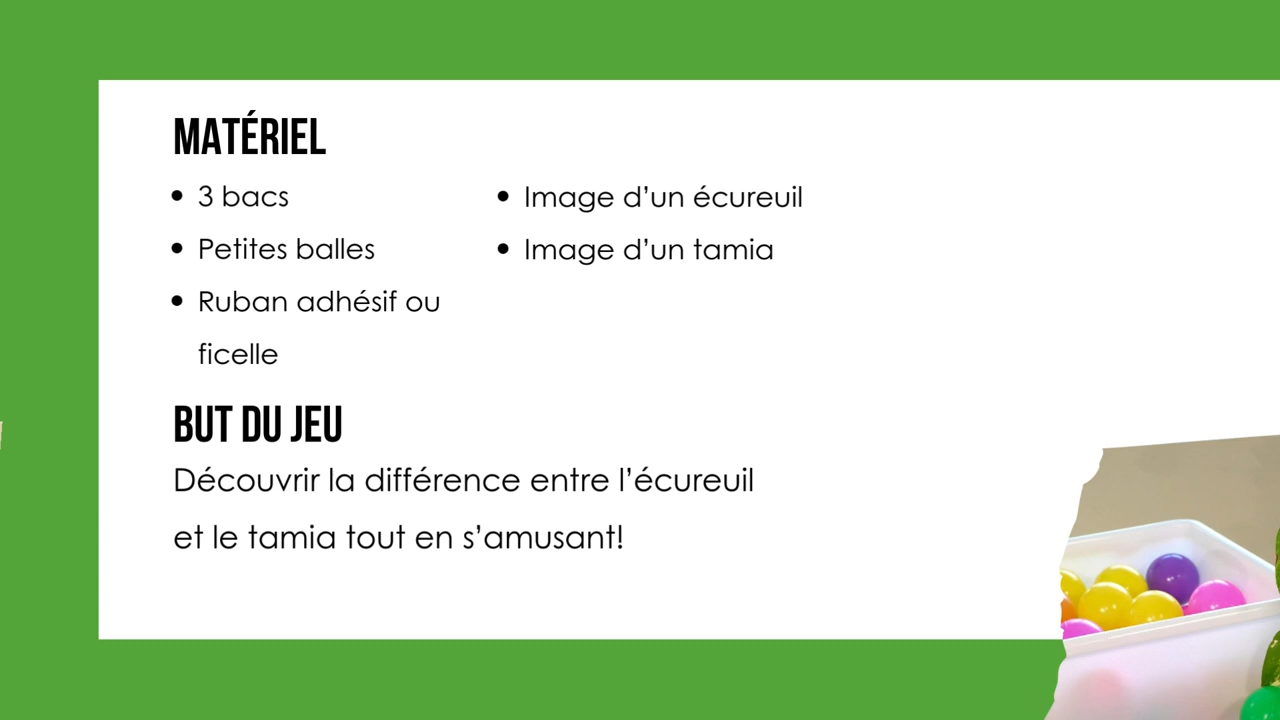 MATÉRIEL
3 bacs
Petites balles
Ruban adhésif ou
ficelle
Image d’un écureuil
Image d’un tamia
BUT DU JEU
Découvrir la différence entre l’écureuil
et le tamia tout en s’amusant!